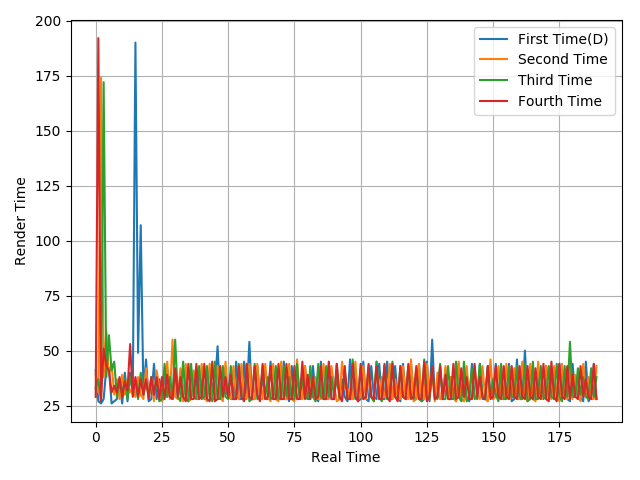 200
175
150
125
100
75
50
25
Render Time
First Time(D)
Second Time
Third Time
Fourth Time
0 25 50 75 100 125 150 175
Real Time